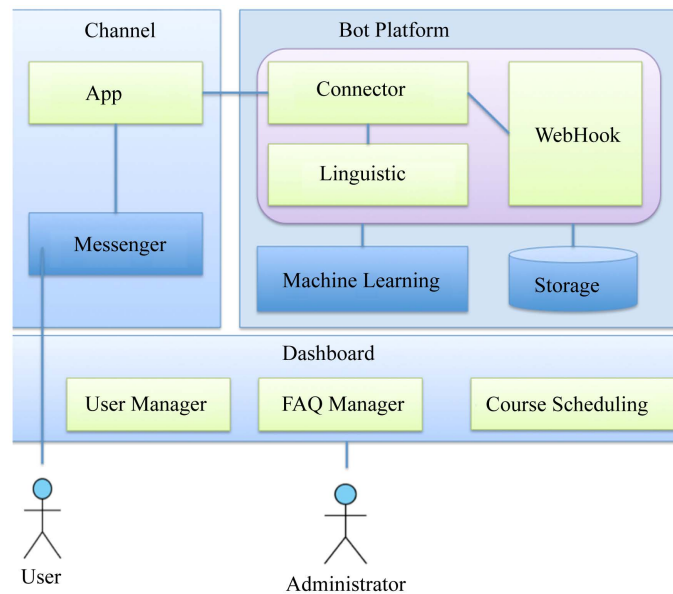 Channel
Bot Platform
App
Connector
WebHook
Linguistic
Messenger
Machine Learning
Storage
Dashboard
User Manager
FAQ Manager
Course Scheduling
User
Administrator